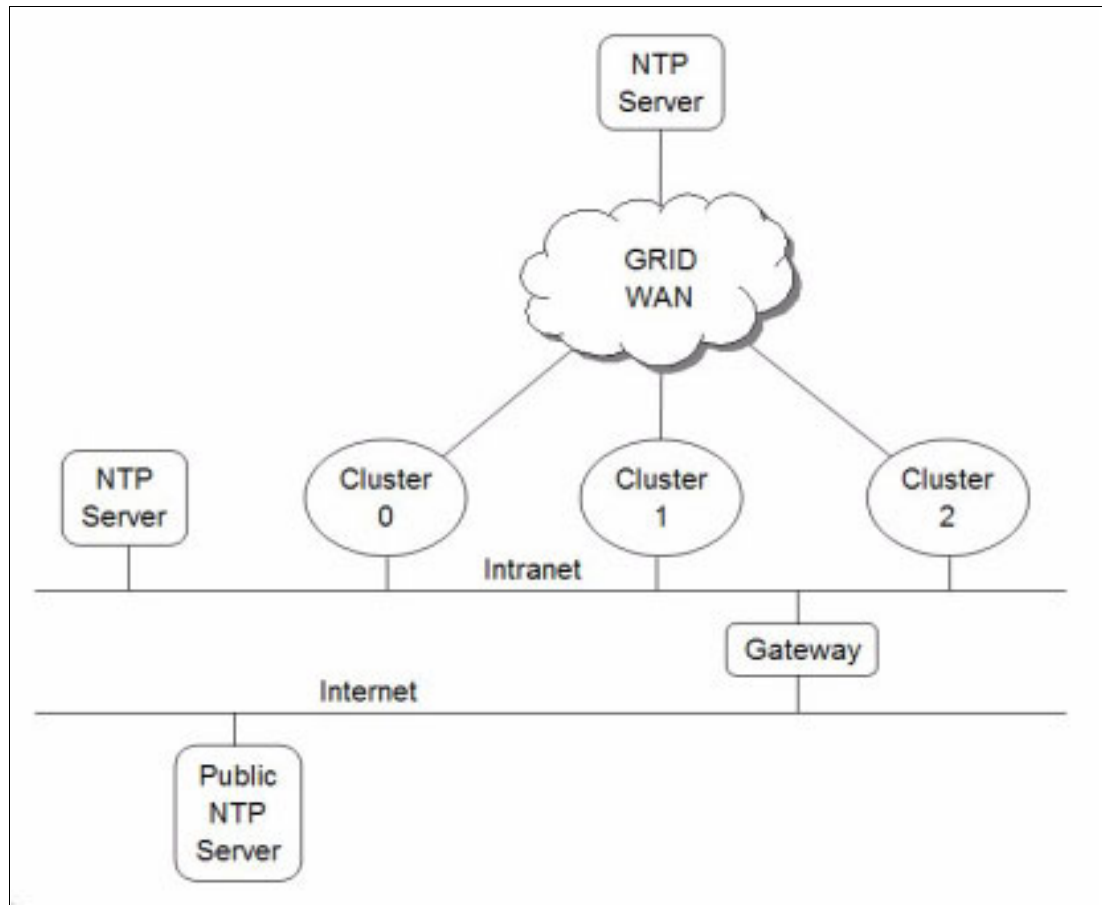 NTP
Server
GRID
WAN
NTP
Server
Cluster
0
Cluster
1
Cluster
2
Intranet
Gateway
Internet
Public
NTP
Server